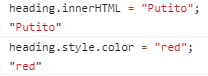 heading.innerHTML = "Putito";
"Putito"
heading.style.color = "red";
"red"